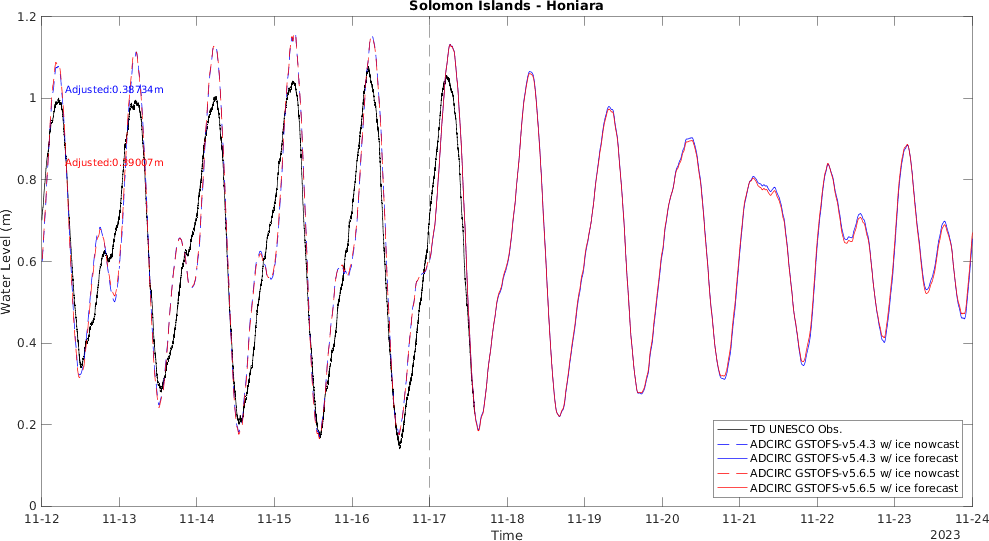 Solomon Islands - Honiara
1.2
1
0.8
0.6
0.4
0.2
0
Water Level (m)
Adjusted:0.38734m
Adjusted:0.39007m
TD UNESCO Obs.
ADCIRC GSTOFS-v5.4.3 w/ ice nowcast
ADCIRC GSTOFS-v5.4.3 w/ ice forecast
ADCIRC GSTOFS-v5.6.5 w/ ice nowcast
ADCIRC GSTOFS-v5.6.5 w/ ice forecast
11-12 11-13 11-14 11-15 11-16 11-17 11-18 11-19 11-20 11-21 11-22 11-23 11-24
Time
2023